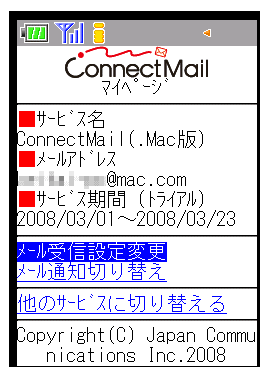 ConnectMail
ﾏｲﾍﾟｰｼﾞ
■ｻｰﾋﾞｽ名
ConnectMail(.Mac版)
■ﾒｰﾙｱﾄﾞﾚｽ
@mac.com
■ｻｰﾋﾞｽ期間 (ﾄﾗｲｱﾙ)
2008/03/01～2008/03/23
ﾒｰﾙ受信設定変更
ﾒｰﾙ通知切り替え
他のｻｰﾋﾞｽに切り替える
Copyright(C) Japan Commu
nications Inc.2008